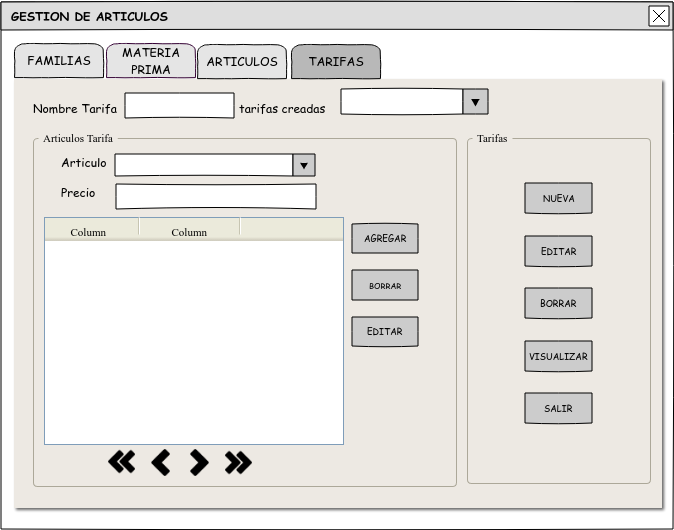 GESTION DE ARTICULOS
FAMILIAS
MATERIA
PRIMA
ARTICULOS
TARIFAS
Nombre Tarifa
tarifas creadas
Articulos Tarifa
Articulo
Precio
Column
Column
AGREGAR
BORRAR
EDITAR
Tarifas
NUEVA
EDITAR
BORRAR
VISUALIZAR
SALIR